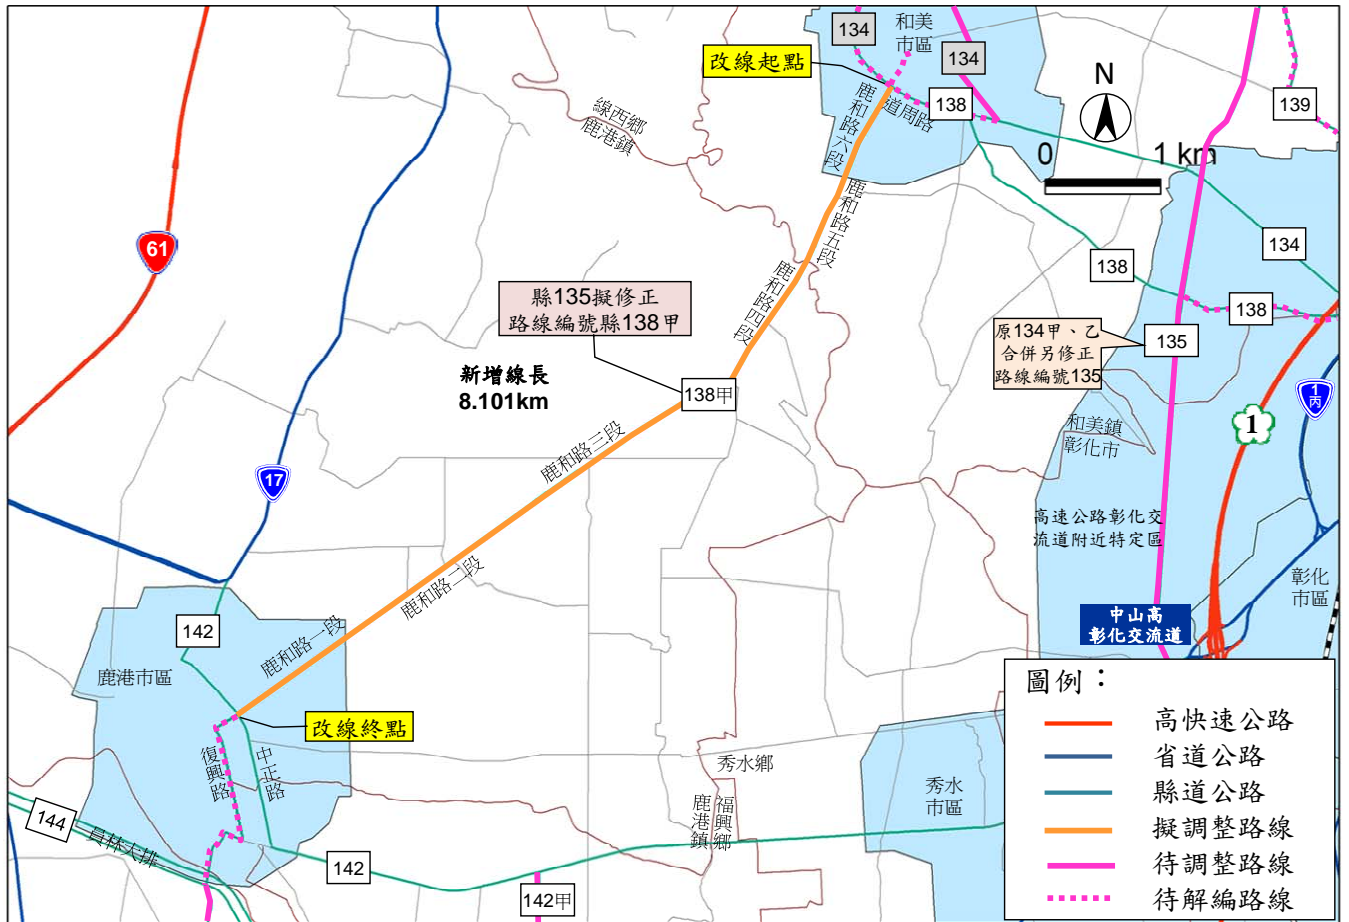 134
和美
市區
134
改線起點
138
道周路
鹿和路六段
N
139
線西鄉
鹿港鎮
0 1 km
鹿和路五段
61
134
138
鹿和路四段
縣135擬修正
路線編號縣138甲
138
原134甲、乙
合併另修正
路線編號135
135
新增線長
8.101km
138甲
1
丙
1
和美鎮
彰化市
鹿和路三段
17
高速公路彰化交
流道附近特定區
鹿和路二段
彰化
市區
中山高
彰化交流道
142
鹿和路一段
鹿港市區
改線終點
復興路
中正路
秀水鄉
秀水
市區
鹿港鎮
福興鄉
144
員林大排
142
142甲
圖例：
高快速公路
省道公路
縣道公路
擬調整路線
待調整路線
待解編路線